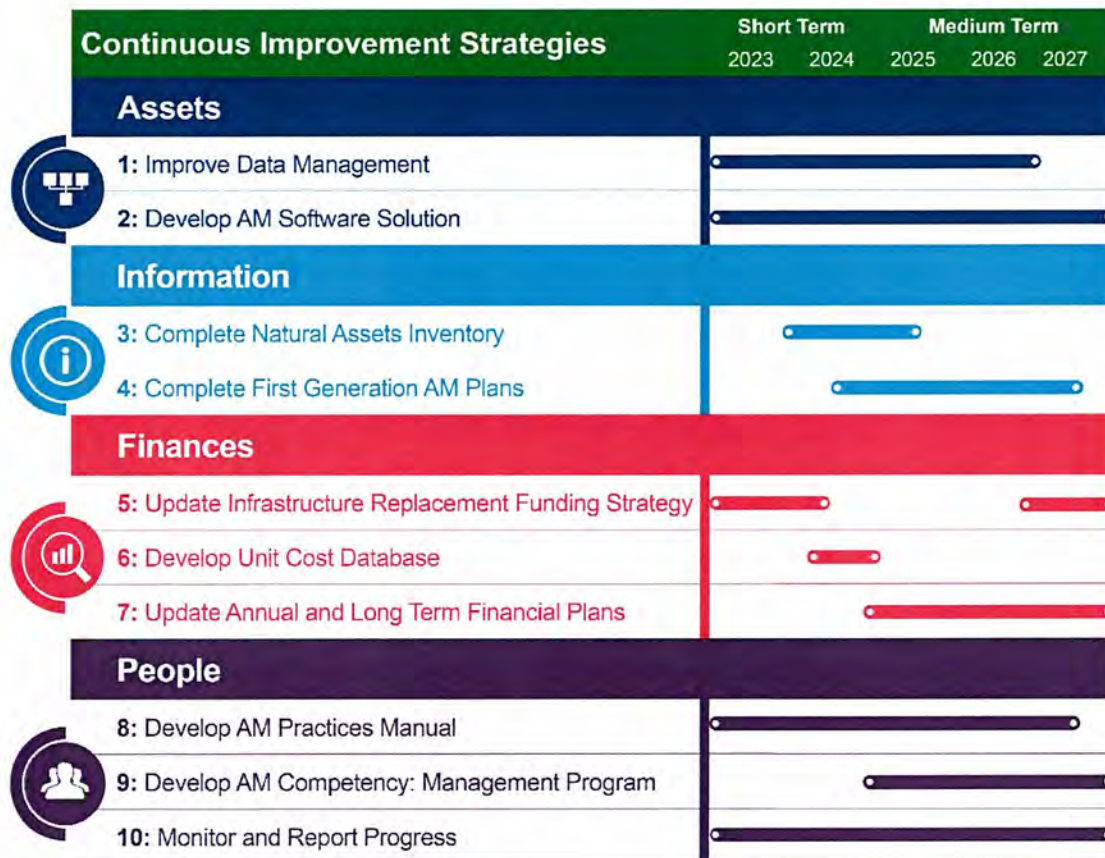 Continuous Improvement Strategies
Short Term Medium Term
2023 2024 2025 2026 2027
Assets
1: Improve Data Management
2: Develop AM Software Solution
Information
i
3: Complete Natural Assets Inventory
4: Complete First Generation AM Plans
Finances
5: Update Infrastructure Replacement Funding Strategy
6: Develop Unit Cost Database
7: Update Annual and Long Term Financial Plans
People
8: Develop AM Practices Manual
9: Develop AM Competency: Management Program
10: Monitor and Report Progress